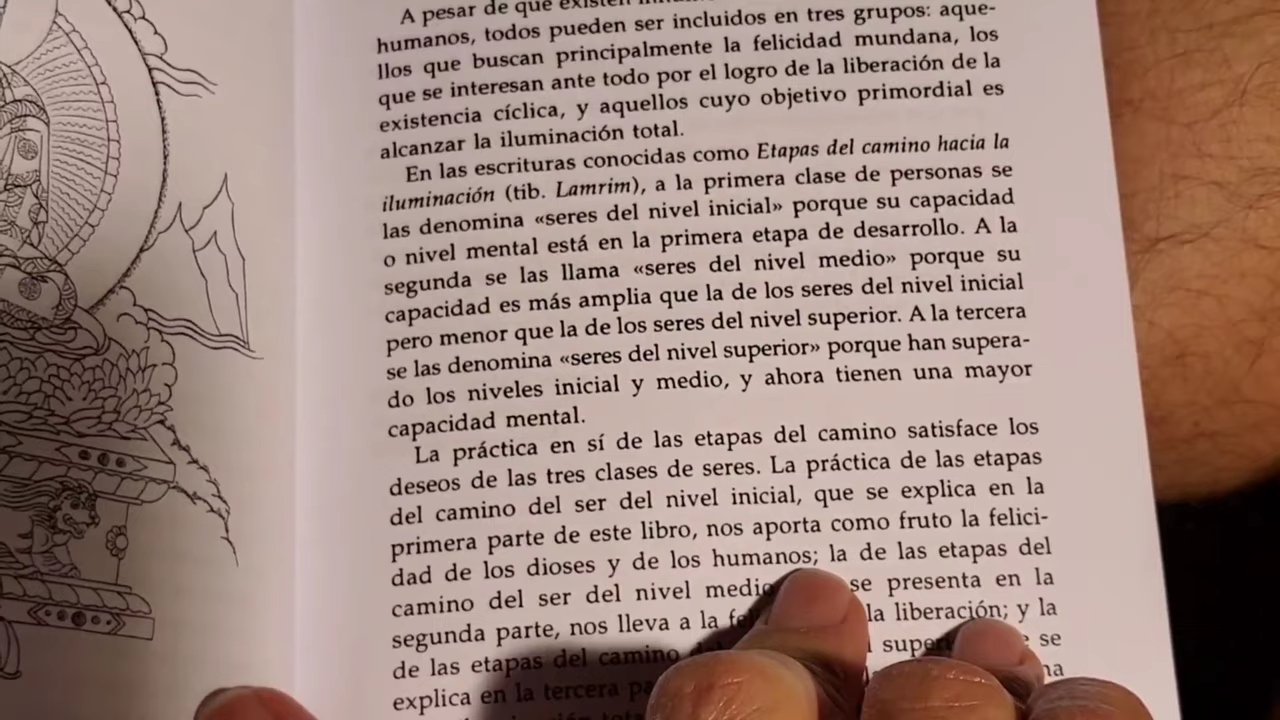 A pesar de que existen
humanos, todos pueden ser incluidos en tres grupos: aque-
llos que buscan principalmente la felicidad mundana, los
que se interesan ante todo por el logro de la liberación de la
existencia cíclica, y aquellos cuyo objetivo primordial es
alcanzar la iluminación total.
En las escrituras conocidas como Etapas del camino hacia la
iluminación (tib. Lamrim), a la primera clase de personas se
las denomina «seres del nivel inicial» porque su capacidad
o nivel mental está en la primera etapa de desarrollo. A la
segunda se las llama «seres del nivel medio» porque su
capacidad es más amplia que la de los seres del nivel inicial
pero menor que la de los seres del nivel superior. A la tercera
se las denomina «seres del nivel superior» porque han supera-
do los niveles inicial y medio, y ahora tienen una mayor
capacidad mental.
La práctica en sí de las etapas del camino satisface los
deseos de las tres clases de seres. La práctica de las etapas
del camino del ser del nivel inicial, que se explica en la
primera parte de este libro, nos aporta como fruto la felici-
dad de los dioses y de los humanos; la de las etapas del
camino del ser del nivel medio se presenta en la
segunda parte, nos lleva a la la liberación; y la
de las etapas del camino se
explica en la tercera